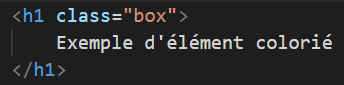 <h1 class="box">
Exemple d'élément colorié
</h1>